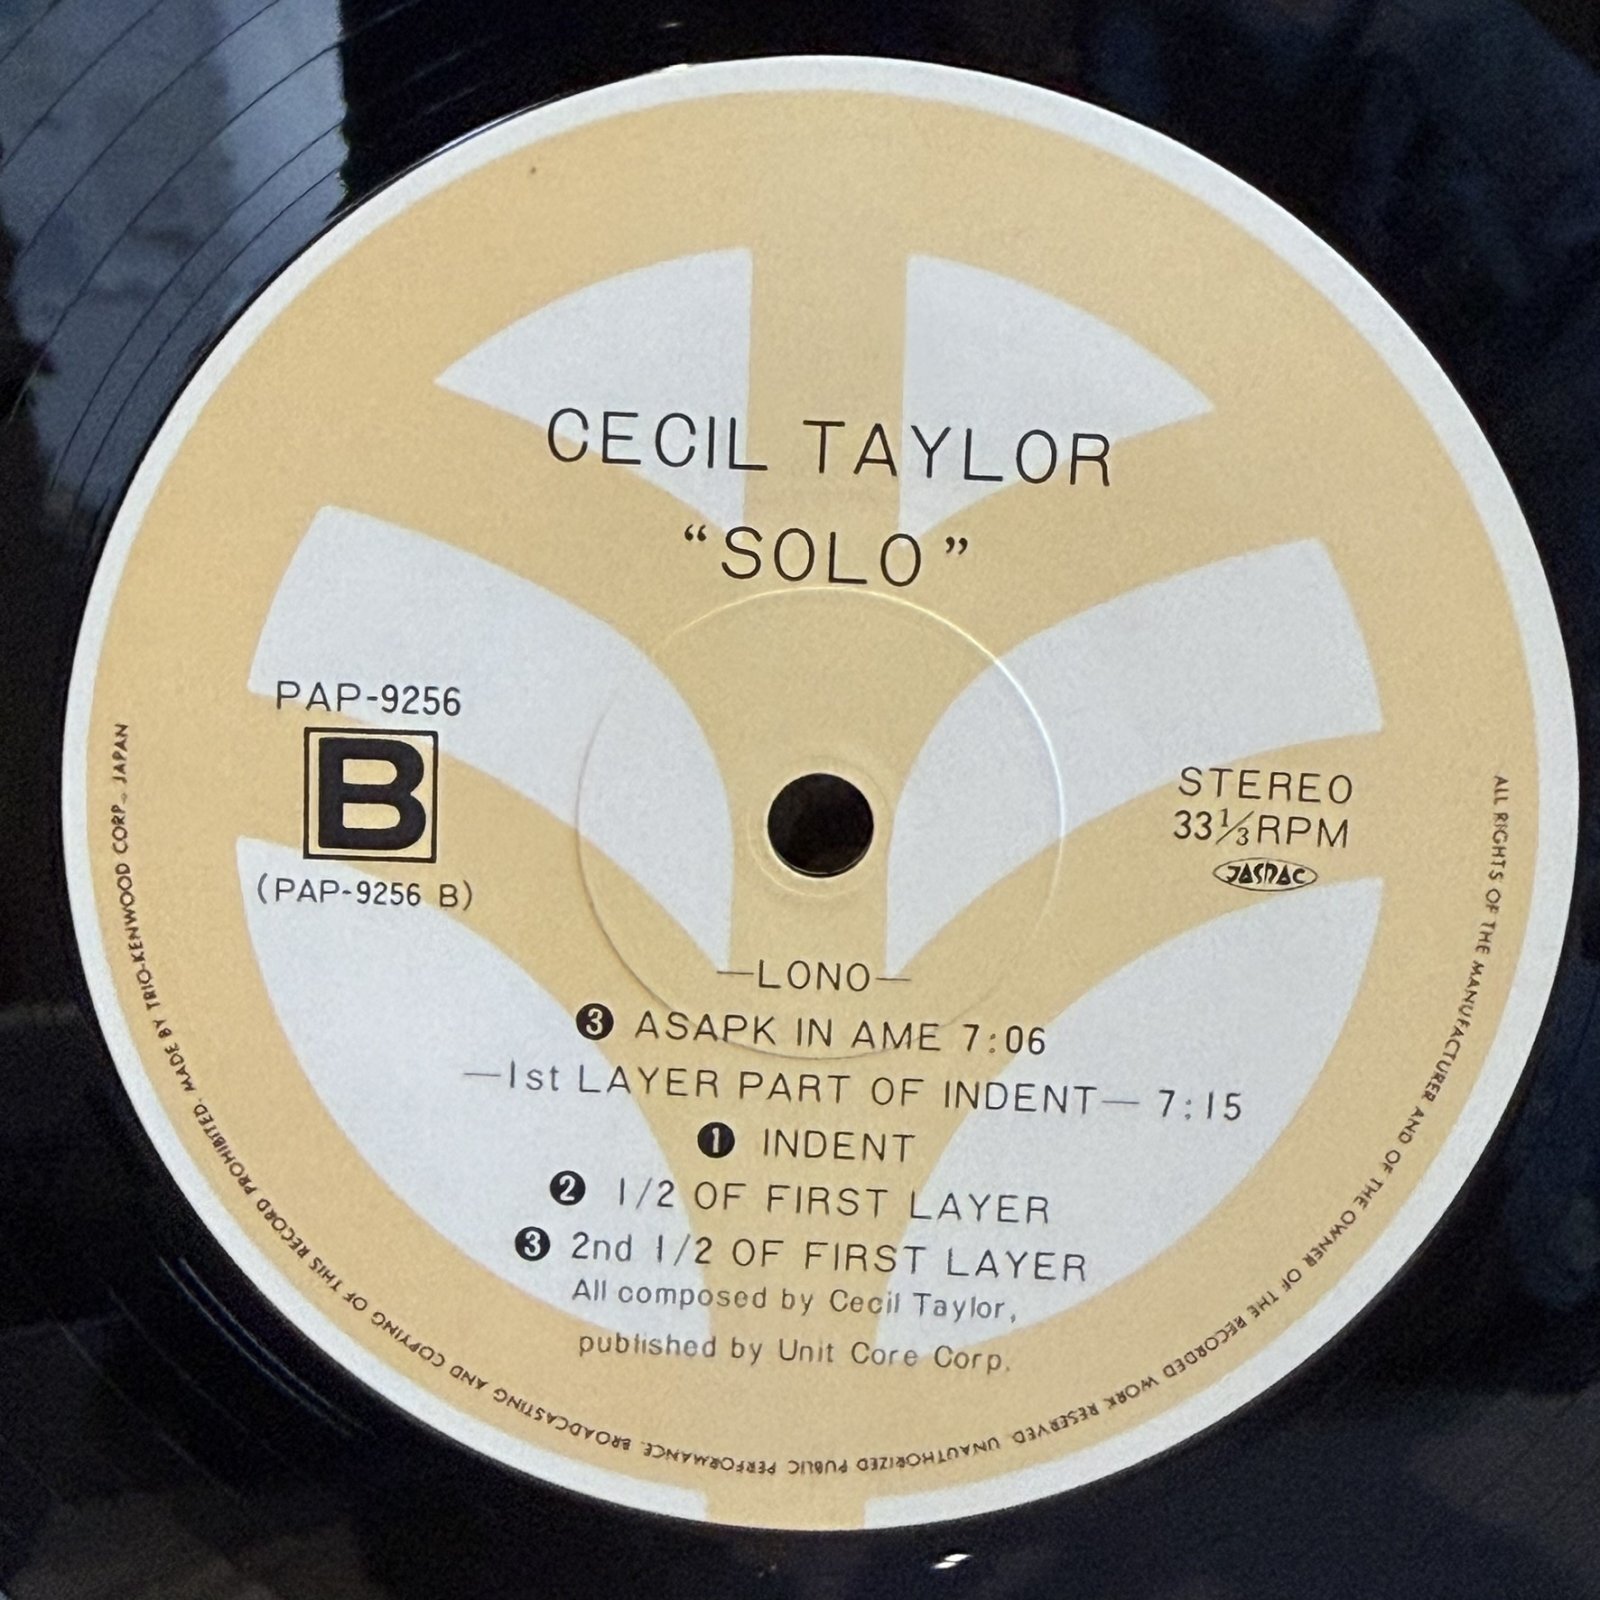 CECIL TAYLOR
“SOLO”
PAP-9256
B
(PAP-9256 B)
STEREO
33 1/3 RPM
JASRAC
—LONO—
❸ ASAPK IN AME 7:06
—1st LAYER PART OF INDENT— 7:15
❶ INDENT
❷ 1/2 OF FIRST LAYER
❸ 2nd 1/2 OF FIRST LAYER
All composed by Cecil Taylor,
published by Unit Core Corp.
ALL RIGHTS OF THE MANUFACTURER AND OF THE OWNER OF THE RECORDED WORK RESERVED. UNAUTHORIZED PUBLIC PERFORMANCE, BROADCASTING AND COPYING OF THIS RECORD PROHIBITED. MADE BY TRIO-KENWOOD CORP., JAPAN